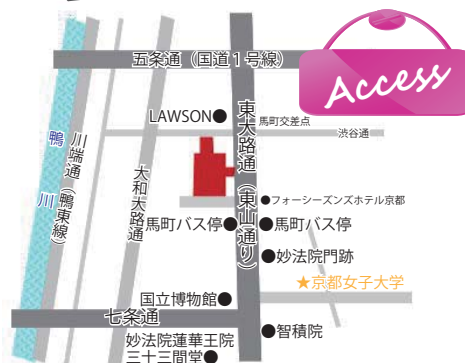 Access
五条通（国道１号線）
LAWSON
馬町交差点
渋谷通
東大路通（東山通り）
鴨川
川端通（鴨東線）
大和大路通
フォーシーズンズホテル京都
馬町バス停
馬町バス停
妙法院門跡
★京都女子大学
国立博物館
七条通
智積院
妙法院蓮華王院
三十三間堂